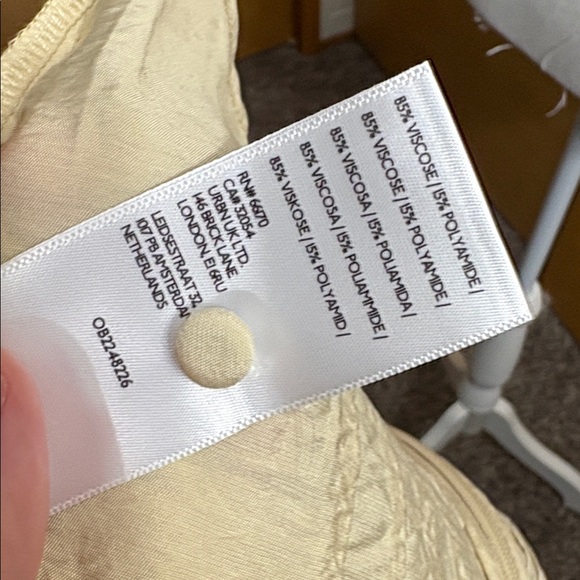 85% VISCOSE | 15% POLYAMIDE |
85% VISCOSE | 15% POLYAMIDE |
85% VISCOSA | 15% POLIAMIDA |
85% VISCOSA | 15% POLIAMMIDE |
85% VISKOSE | 15% POLYAMID |
RN# 66170
CA# 32054
URBN UK LTD.
146 BRICK LANE
LONDON, E1 6RU
LEIDSESTRAAT 32,
1017 PB AMSTERDA
NETHERLANDS
OB2248226